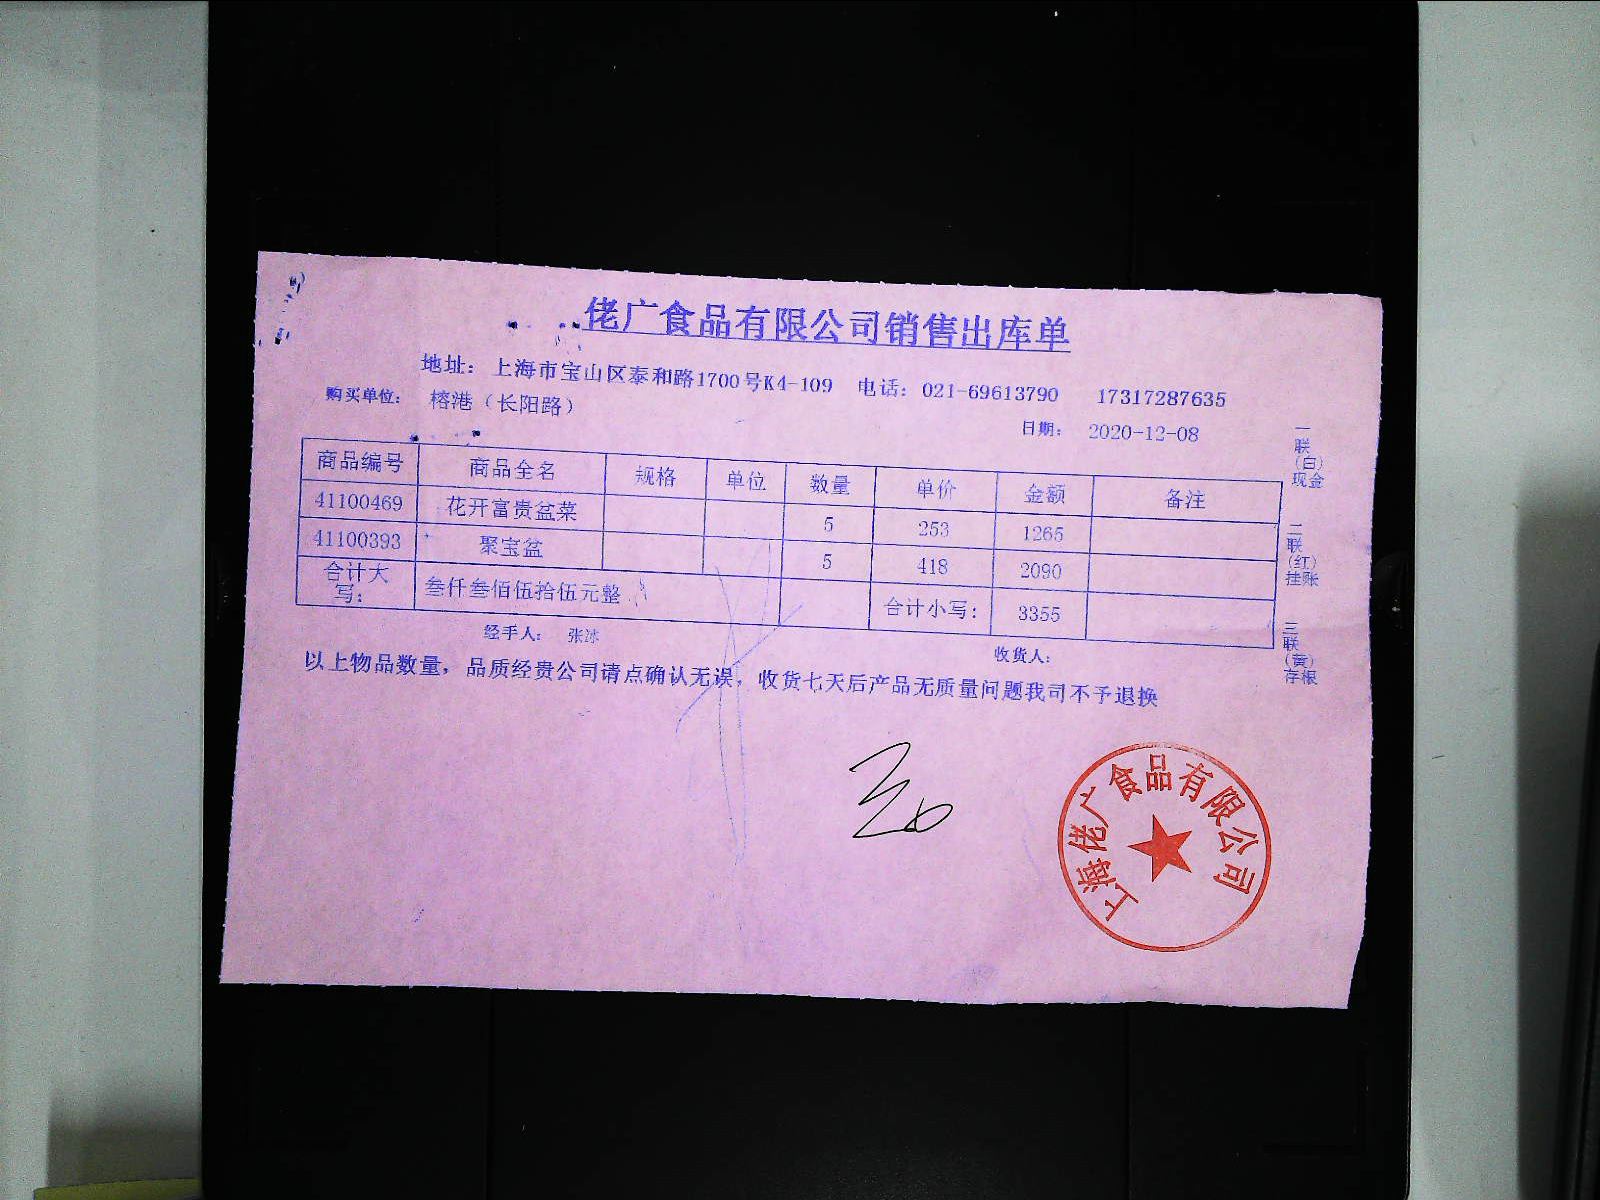 佬广食品有限公司销售出库单
地址：上海市宝山区泰和路1700号K4-109 电话：021-69613790 17317287635
购买单位： 榕港（长阳路）
日期： 2020-12-08
商品编号 商品全名 规格 单位 数量 单价 金额 备注
41100469 花开富贵盆菜 5 253 1265
41100393 聚宝盆 5 418 2090
合计大写： 叁仟叁佰伍拾伍元整 合计小写： 3355
经手人： 张冰
收货人：
以上物品数量，品质经贵公司请点确认无误，收货七天后产品无质量问题我司不予退换
一联（白）现金
二联（红）挂账
三联（黄）存根
上海佬广食品有限公司